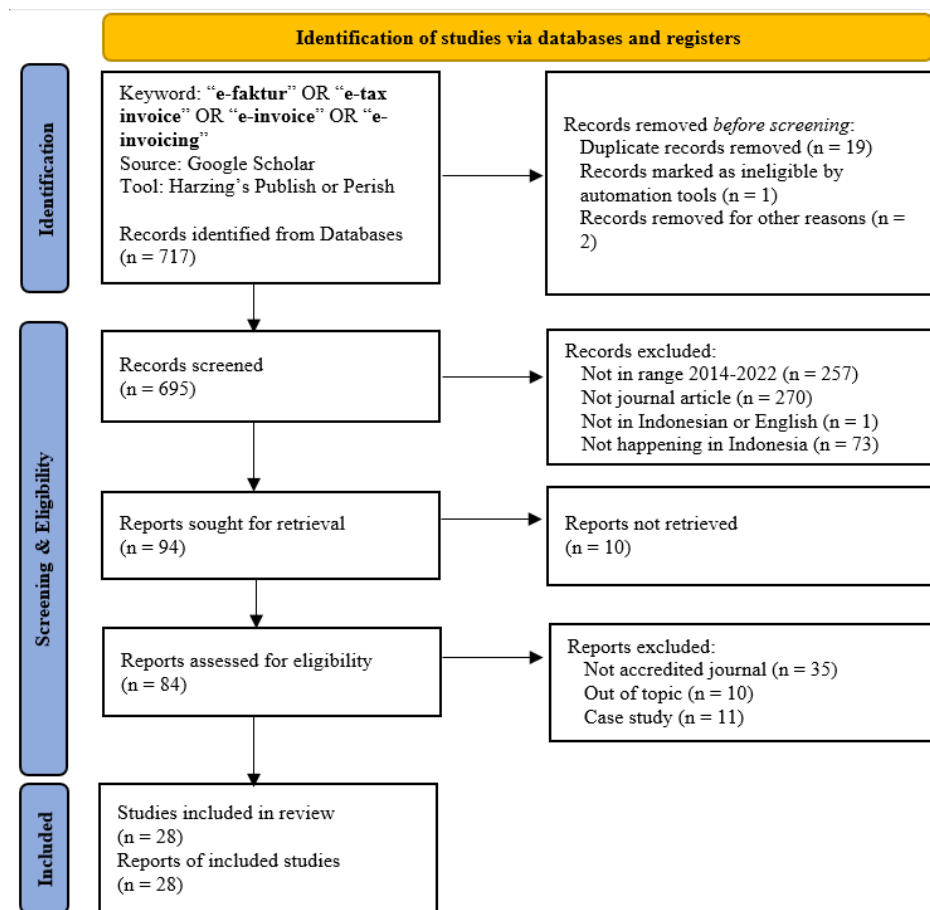 Identification of studies via databases and registers
Identification
Keyword: “e-faktur” OR “e-tax
invoice” OR “e-invoice” OR “e-
invoicing”
Source: Google Scholar
Tool: Harzing’s Publish or Perish
Records identified from Databases
(n = 717)
Records removed before screening:
Duplicate records removed (n = 19)
Records marked as ineligible by
automation tools (n = 1)
Records removed for other reasons (n =
2)
Screening & Eligibility
Records screened
(n = 695)
Records excluded:
Not in range 2014-2022 (n = 257)
Not journal article (n = 270)
Not in Indonesian or English (n = 1)
Not happening in Indonesia (n = 73)
Reports sought for retrieval
(n = 94)
Reports not retrieved
(n = 10)
Reports assessed for eligibility
(n = 84)
Reports excluded:
Not accredited journal (n = 35)
Out of topic (n = 10)
Case study (n = 11)
Included
Studies included in review
(n = 28)
Reports of included studies
(n = 28)